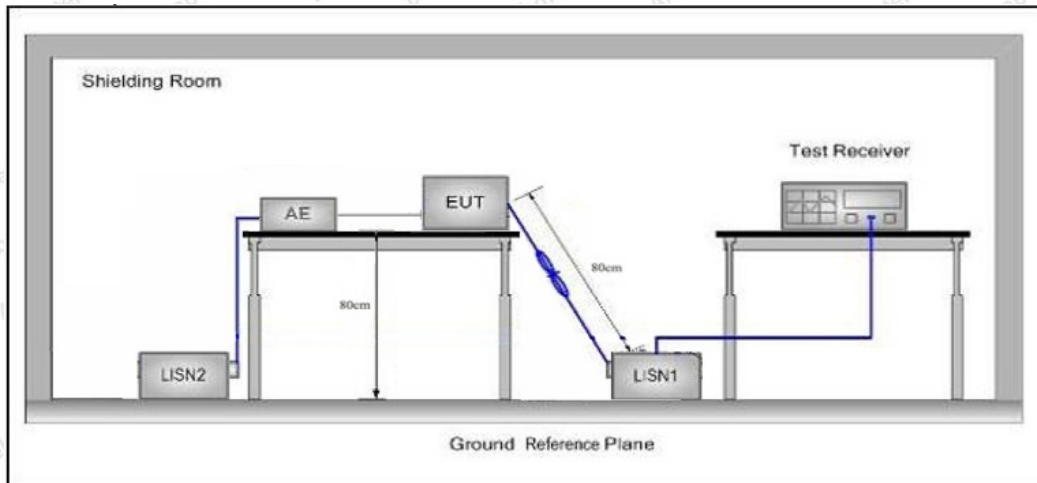 Shielding Room
Test Receiver
AE
EUT
80cm
80cm
LISN2
LISN1
Ground Reference Plane